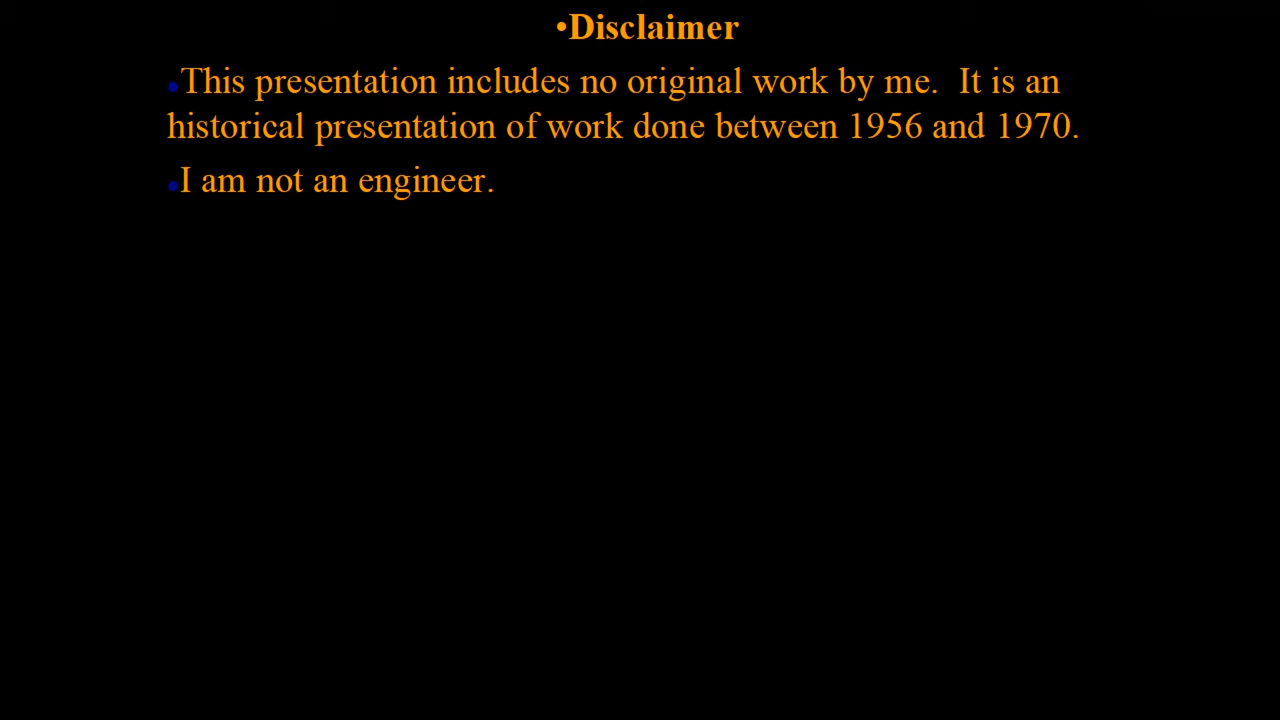 •Disclaimer
•This presentation includes no original work by me.  It is an
historical presentation of work done between 1956 and 1970.
•I am not an engineer.